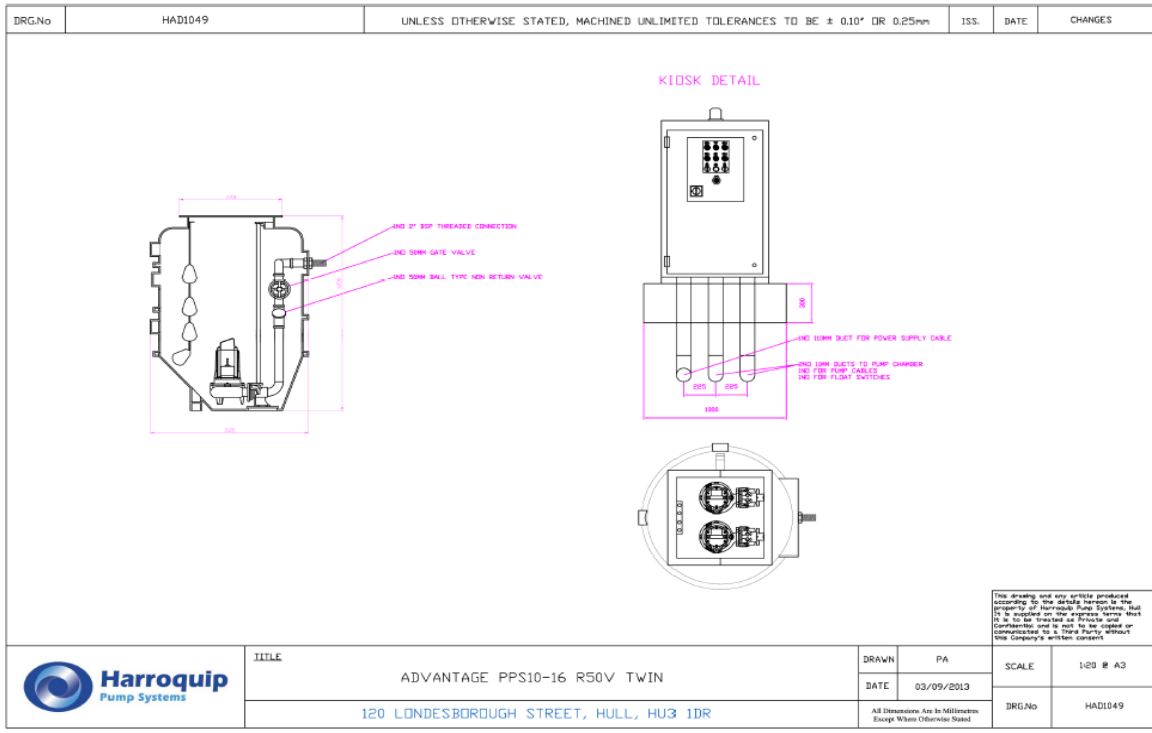 DRG.No
HAD1049
UNLESS OTHERWISE STATED, MACHINED UNLIMITED TOLERANCES TO BE ± 0.10" OR 0.25mm
ISS.
DATE
CHANGES
KIOSK DETAIL
1NO 2" BSP THREADED CONNECTION
1NO 50MM GATE VALVE
1NO 50MM BALL TYPE NON RETURN VALVE
300
1NO 110MM DUCT FOR POWER SUPPLY CABLE
2NO 10MM DUCTS TO PUMP CHAMBER
1NO FOR PUMP CABLES
1NO FOR FLOAT SWITCHES
225
225
1000
This drawing and any article produced
according to the details hereon is the
property of Harroquip Pump Systems, Hull
It is supplied on the express terms that
it is to be treated as Private and
Confidential and is not to be copied or
communicated to a Third Party without
this Company's written consent
Harroquip
Pump Systems
TITLE
ADVANTAGE PPS10-16 R50V TWIN
120 LONDESBOROUGH STREET, HULL, HU3 1DR
DRAWN
PA
DATE
03/09/2013
All Dimensions Are In Millimetres
Except Where Otherwise Stated
SCALE
1:20 @ A3
DRG.No
HAD1049